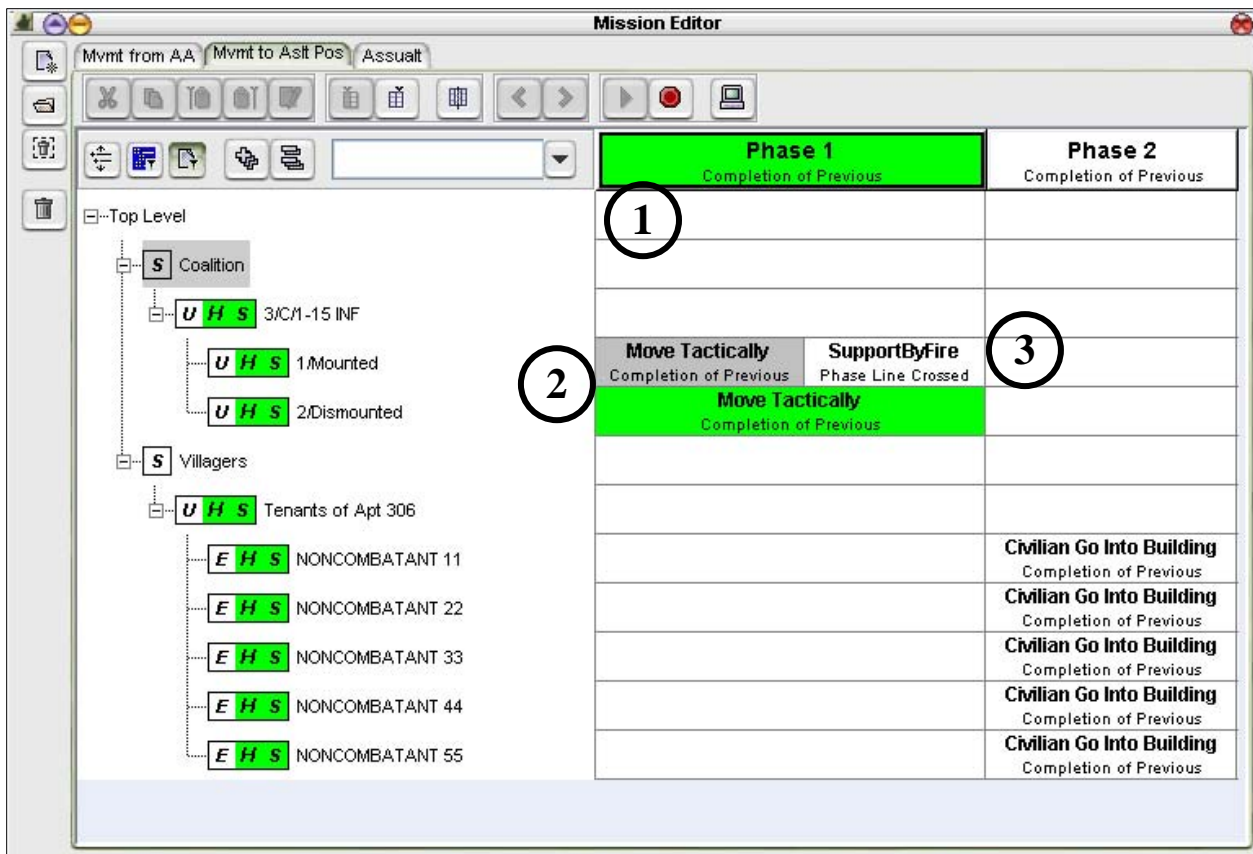 Mission Editor
Mvmt from AA Mvmt to Aslt Pos Assualt
Phase 1 Phase 2
Completion of Previous Completion of Previous
Top Level
1
S Coalition
U H S 3/C/1-15 INF
U H S 1/Mounted
Move Tactically SupportByFire
Completion of Previous Phase Line Crossed
3
2
U H S 2/Dismounted
Move Tactically
Completion of Previous
S Villagers
U H S Tenants of Apt 306
E H S NONCOMBATANT 11
Civilian Go Into Building
Completion of Previous
E H S NONCOMBATANT 22
Civilian Go Into Building
Completion of Previous
E H S NONCOMBATANT 33
Civilian Go Into Building
Completion of Previous
E H S NONCOMBATANT 44
Civilian Go Into Building
Completion of Previous
E H S NONCOMBATANT 55
Civilian Go Into Building
Completion of Previous